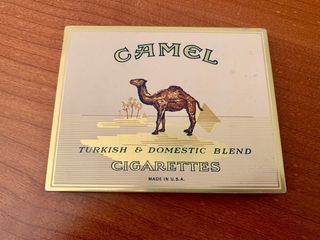 CAMEL
TURKISH & DOMESTIC BLEND
CIGARETTES
MADE IN U.S.A.